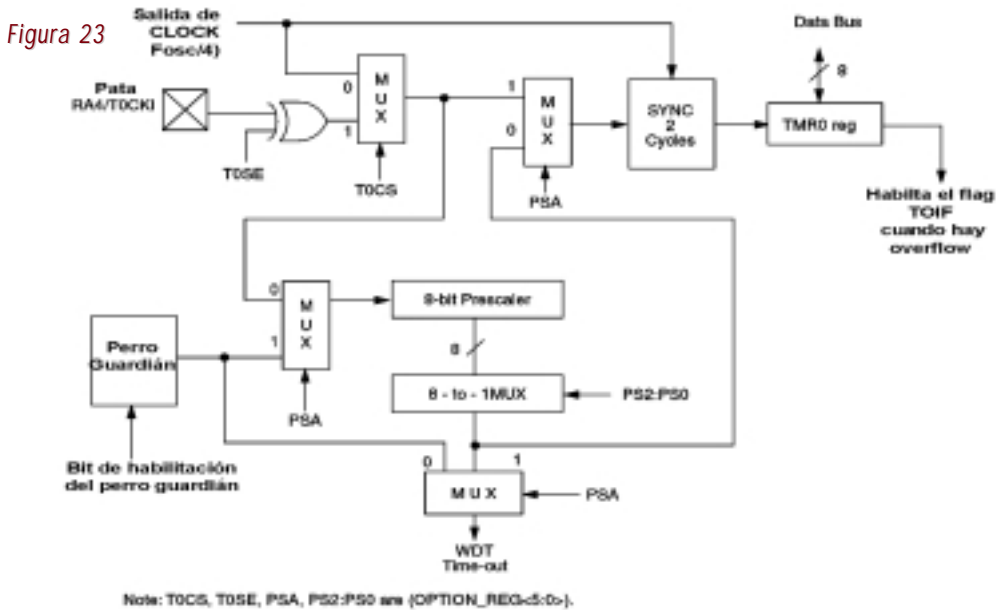 Figura 23
Salida de
CLOCK
Fosc/4)
Data Bus
8
Pata
RA4/T0CKI
0
1
M
U
X
T0SE
T0CS
1
0
M
U
X
PSA
SYNC
2
Cycles
TMR0 reg
Habilta el flag
TOIF
cuando hay
overflow
0
1
M
U
X
PSA
8-bit Prescaler
8
8 - to - 1MUX
PS2:PS0
Perro
Guardián
Bit de habilitación
del perro guardián
0
1
M U X
PSA
WDT
Time-out
Note: T0CS, T0SE, PSA, PS2:PS0 are (OPTION_REG<5:0>).